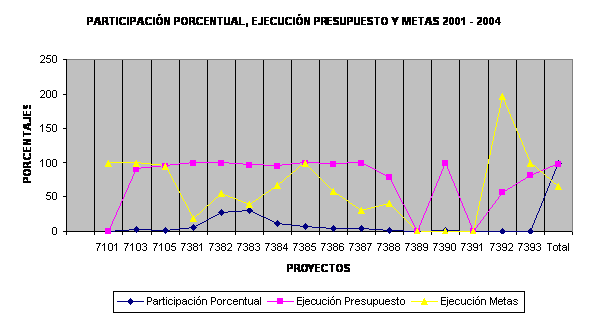 PARTICIPACIÓN PORCENTUAL, EJECUCIÓN PRESUPUESTO Y METAS 2001 - 2004
PORCENTAJES
250
200
150
100
50
0
7101 7103 7105 7381 7382 7383 7384 7385 7386 7387 7388 7389 7390 7391 7392 7393 Total
PROYECTOS
Participación Porcentual Ejecución Presupuesto Ejecución Metas